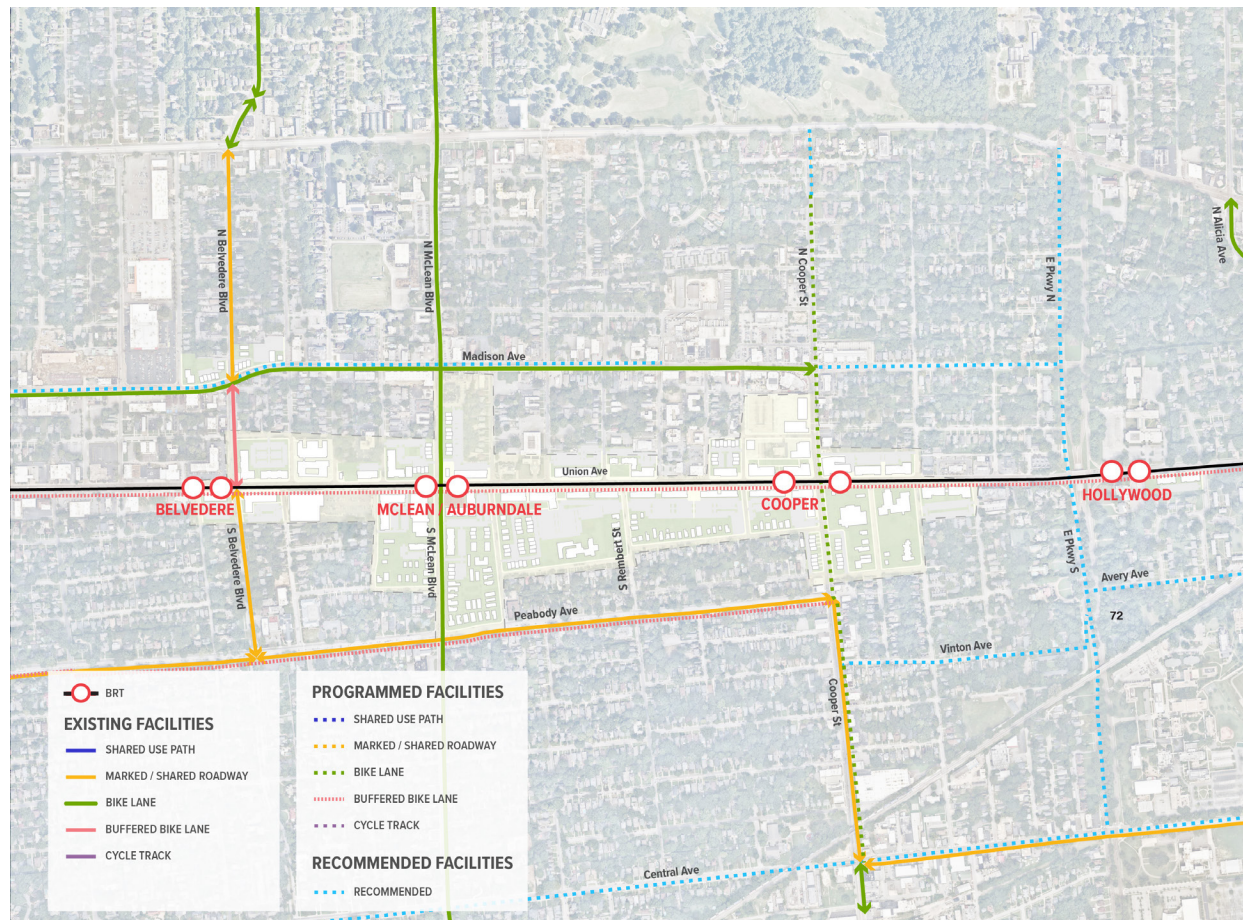 N Belvedere Blvd
N McLean Blvd
N Cooper St
E Pkwy N
N Alicia Ave
Madison Ave
Union Ave
BELVEDERE
MCLEAN / AUBURNDALE
COOPER
HOLLYWOOD
S Belvedere Blvd
S McLean Blvd
S Rembert St
E Pkwy S
Avery Ave
72
Peabody Ave
Vinton Ave
Cooper St
Central Ave
BRT
EXISTING FACILITIES
SHARED USE PATH
MARKED / SHARED ROADWAY
BIKE LANE
BUFFERED BIKE LANE
CYCLE TRACK
PROGRAMMED FACILITIES
SHARED USE PATH
MARKED / SHARED ROADWAY
BIKE LANE
BUFFERED BIKE LANE
CYCLE TRACK
RECOMMENDED FACILITIES
RECOMMENDED